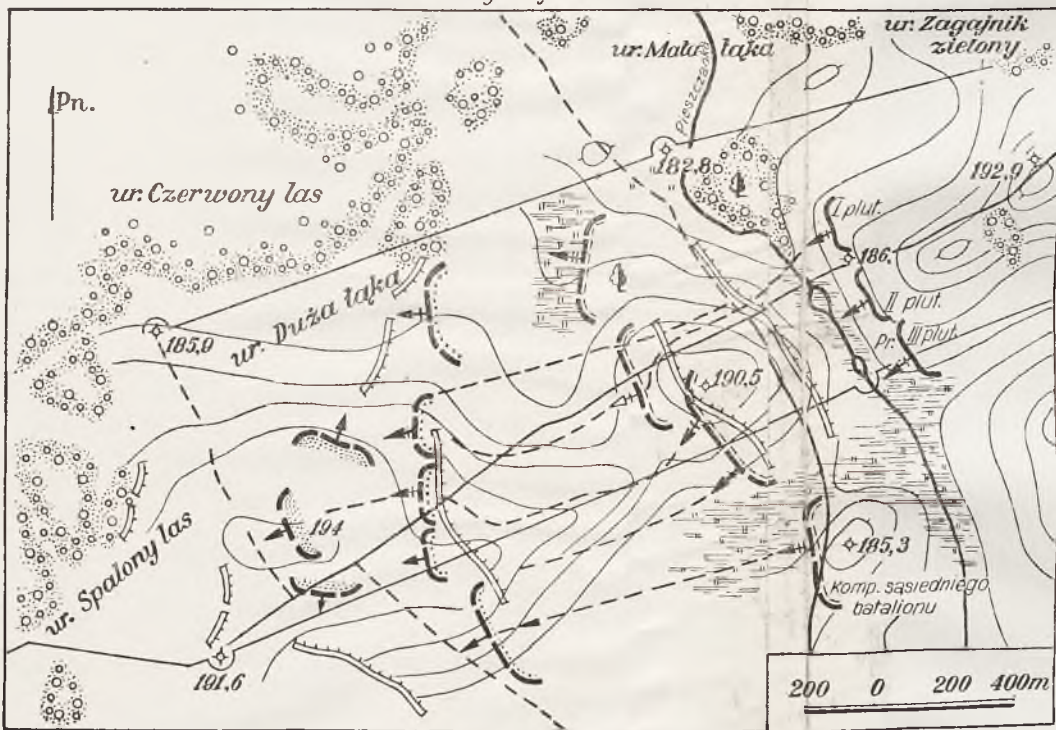 ur. Zagajnik
zielony
ur. Mała łąka
Pieszczanka
Pn.
182,8
192,9
ur. Czerwony las
I plut.
186,
ur. Duża łąka
II plut.
Pr. III plut.
185,9
190,5
194
185,3
ur. Spalony las
Komp. sąsiedniego
batalionu
191,6
200 0 200 400m